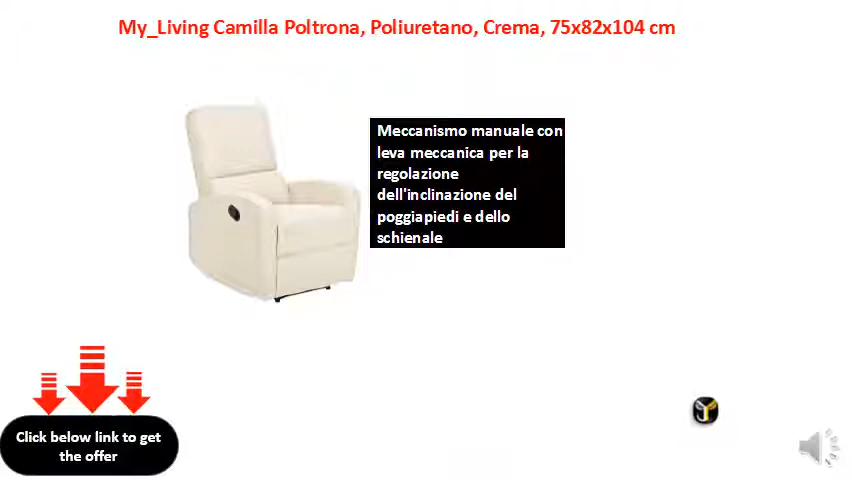 My_Living Camilla Poltrona, Poliuretano, Crema, 75x82x104 cm
Meccanismo manuale con
leva meccanica per la
regolazione
dell'inclinazione del
poggiapiedi e dello
schienale
Click below link to get
the offer